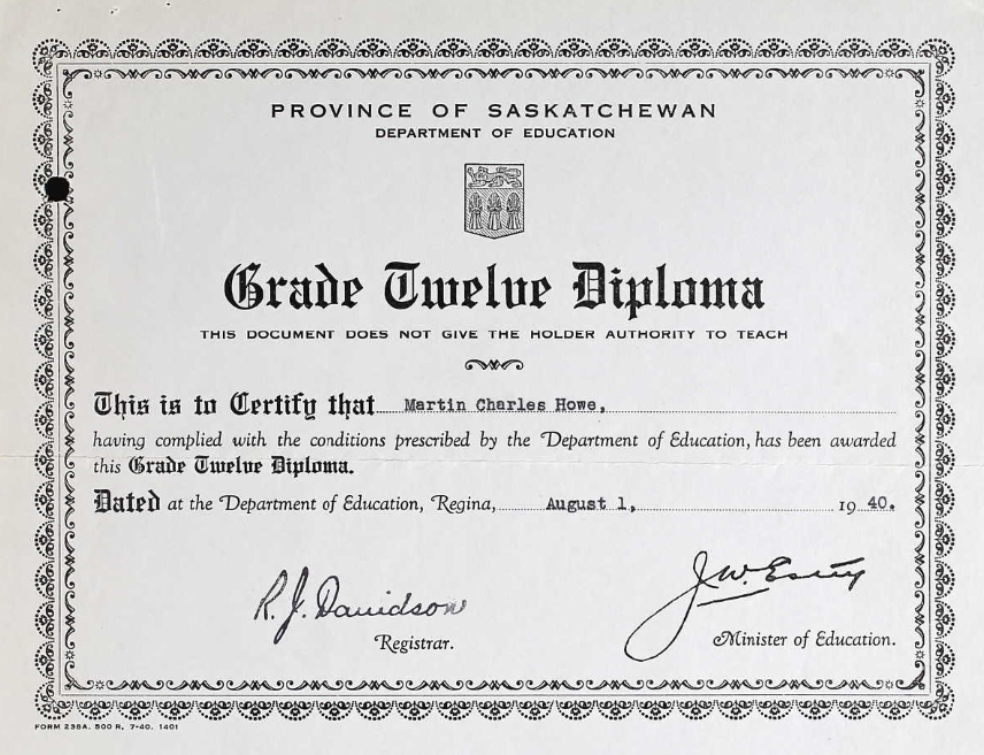 PROVINCE OF SASKATCHEWAN
DEPARTMENT OF EDUCATION
Grade Twelve Diploma
THIS DOCUMENT DOES NOT GIVE THE HOLDER AUTHORITY TO TEACH
This is to Certify that Martin Charles Howe,
having complied with the conditions prescribed by the Department of Education, has been awarded
this Grade Twelve Diploma.
Dated at the Department of Education, Regina, August 1, 1940.
R. J. Davidson
Registrar.
J. W. Estey
Minister of Education.
FORM 238A. 500 R, 7-40. 1401